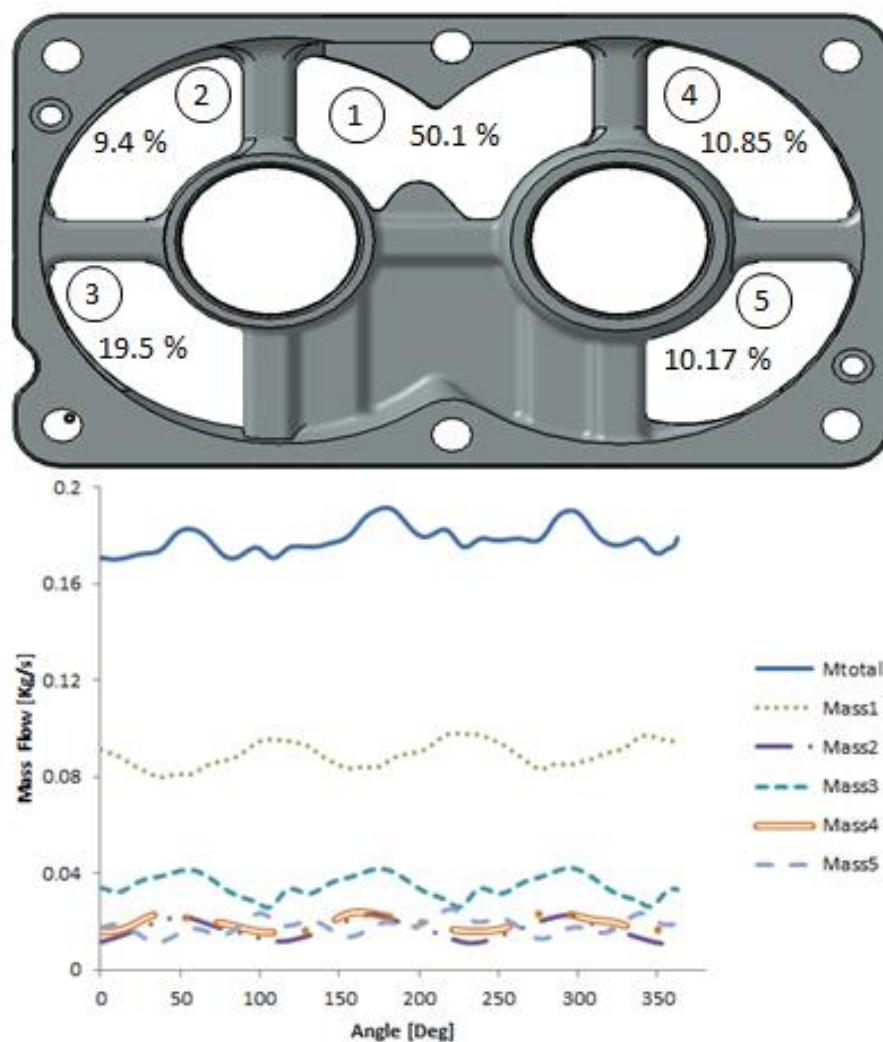 2
1
4
9.4 %
50.1 %
10.85 %
3
5
19.5 %
10.17 %
0.2
0.16
0.12
0.08
0.04
0
Mass Flow [Kg/s]
0 50 100 150 200 250 300 350
Angle [Deg]
Mtotal
Mass1
Mass2
Mass3
Mass4
Mass5